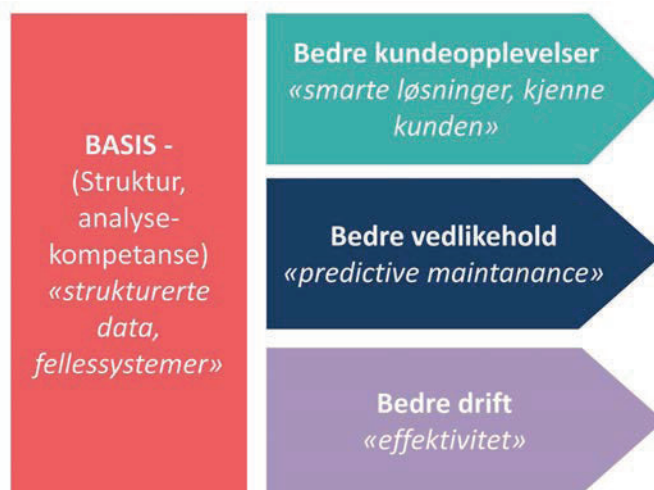 BASIS -
(Struktur,
analyse-
kompetanse)
«strukturerte
data,
fellessystemer»
Bedre kundeopplevelser
«smarte løsninger, kjenne
kunden»
Bedre vedlikehold
«predictive maintanance»
Bedre drift
«effektivitet»